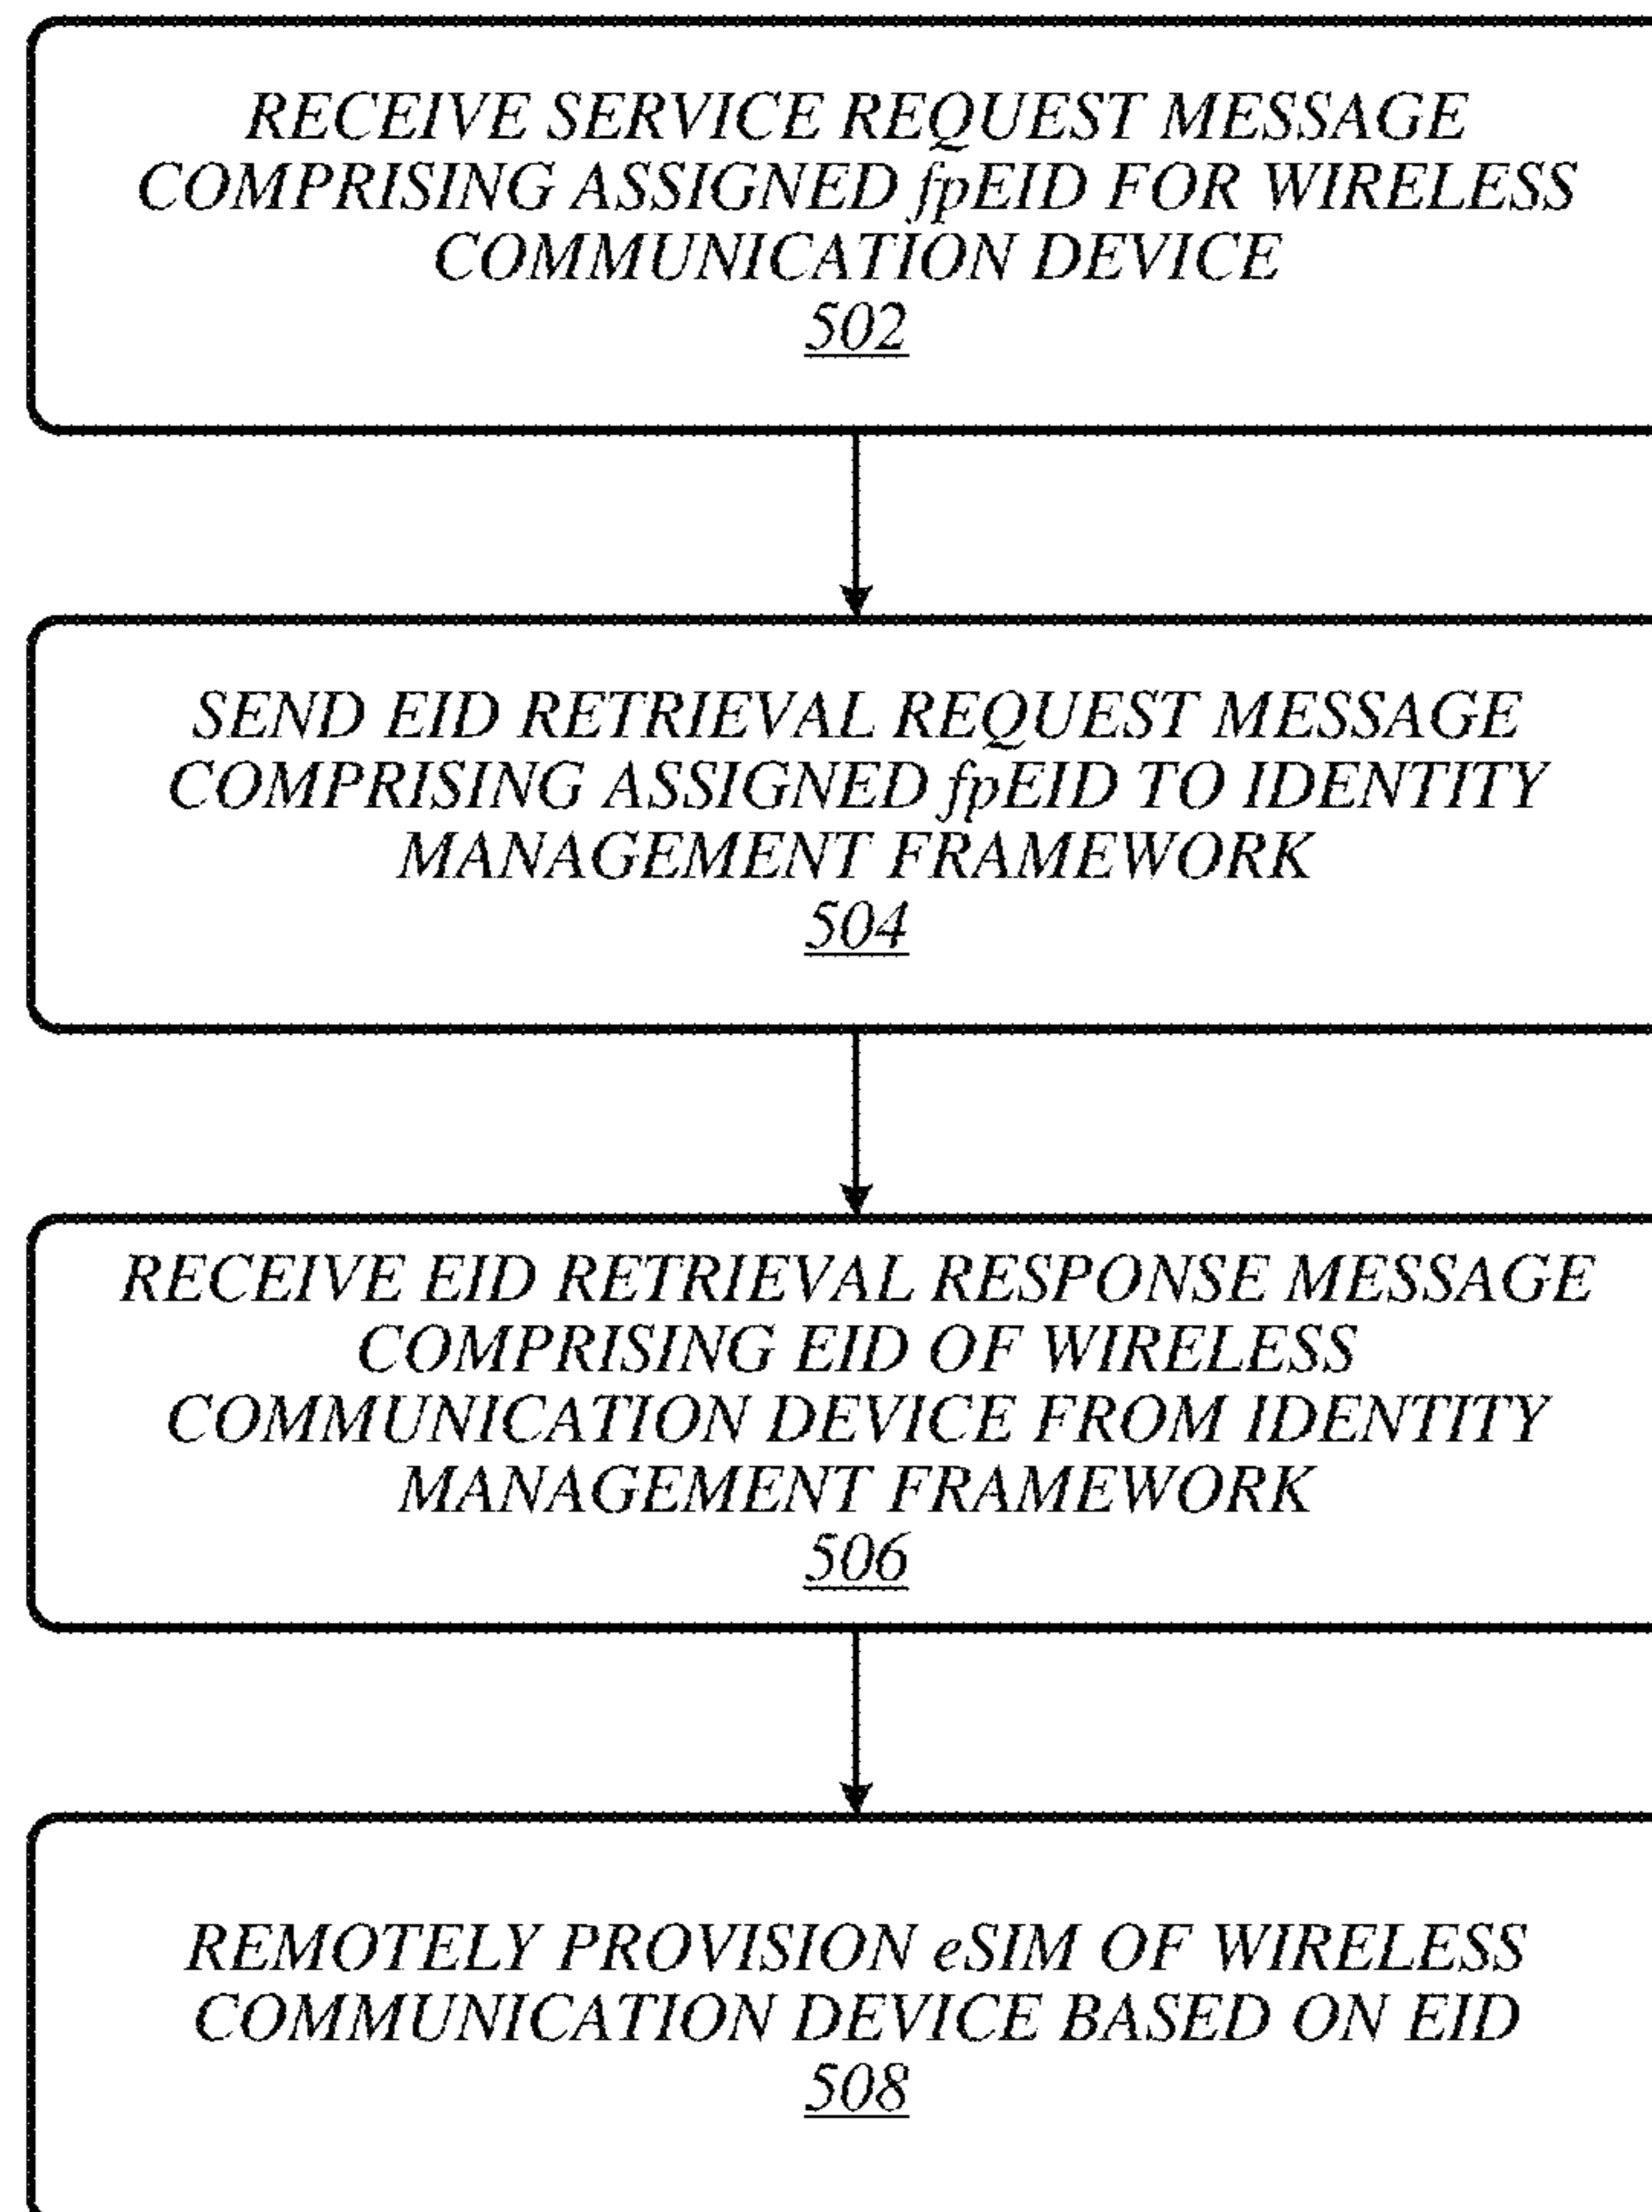 RECEIVE SERVICE REQUEST MESSAGE
COMPRISING ASSIGNED fpEID FOR WIRELESS
COMMUNICATION DEVICE
502
SEND EID RETRIEVAL REQUEST MESSAGE
COMPRISING ASSIGNED fpEID TO IDENTITY
MANAGEMENT FRAMEWORK
504
RECEIVE EID RETRIEVAL RESPONSE MESSAGE
COMPRISING EID OF WIRELESS
COMMUNICATION DEVICE FROM IDENTITY
MANAGEMENT FRAMEWORK
506
REMOTELY PROVISION eSIM OF WIRELESS
COMMUNICATION DEVICE BASED ON EID
508